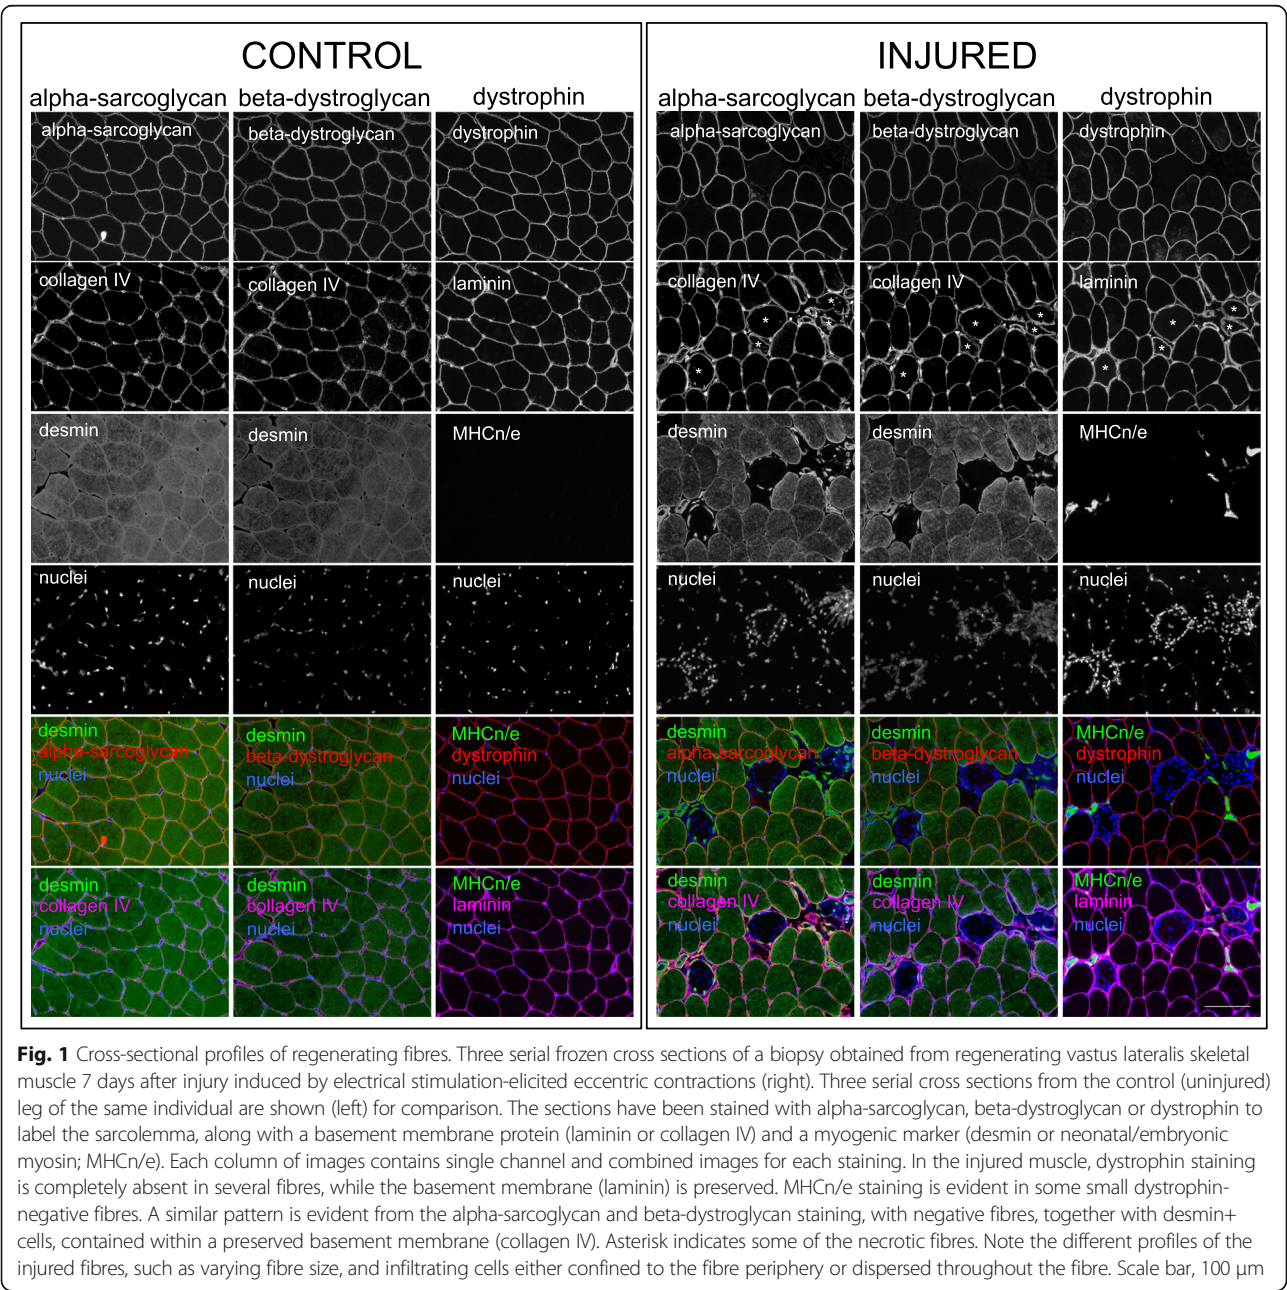 CONTROL
alpha-sarcoglycan beta-dystroglycan dystrophin
alpha-sarcoglycan beta-dystroglycan dystrophin
collagen IV collagen IV laminin
desmin desmin MHCn/e
nuclei nuclei nuclei
desmin desmin MHCn/e
alpha-sarcoglycan beta-dystroglycan dystrophin
nuclei nuclei nuclei
desmin desmin MHCn/e
collagen IV collagen IV laminin
nuclei nuclei nuclei
INJURED
alpha-sarcoglycan beta-dystroglycan dystrophin
alpha-sarcoglycan beta-dystroglycan dystrophin
collagen IV collagen IV laminin
* * * * *
* * * * *
* * * * *
desmin desmin MHCn/e
nuclei nuclei nuclei
desmin desmin MHCn/e
alpha-sarcoglycan beta-dystroglycan dystrophin
nuclei nuclei nuclei
desmin desmin MHCn/e
collagen IV collagen IV laminin
nuclei nuclei nuclei
Fig. 1 Cross-sectional profiles of regenerating fibres. Three serial frozen cross sections of a biopsy obtained from regenerating vastus lateralis skeletal
muscle 7 days after injury induced by electrical stimulation-elicited eccentric contractions (right). Three serial cross sections from the control (uninjured)
leg of the same individual are shown (left) for comparison. The sections have been stained with alpha-sarcoglycan, beta-dystroglycan or dystrophin to
label the sarcolemma, along with a basement membrane protein (laminin or collagen IV) and a myogenic marker (desmin or neonatal/embryonic
myosin; MHCn/e). Each column of images contains single channel and combined images for each staining. In the injured muscle, dystrophin staining
is completely absent in several fibres, while the basement membrane (laminin) is preserved. MHCn/e staining is evident in some small dystrophin-
negative fibres. A similar pattern is evident from the alpha-sarcoglycan and beta-dystroglycan staining, with negative fibres, together with desmin+
cells, contained within a preserved basement membrane (collagen IV). Asterisk indicates some of the necrotic fibres. Note the different profiles of the
injured fibres, such as varying fibre size, and infiltrating cells either confined to the fibre periphery or dispersed throughout the fibre. Scale bar, 100 μm